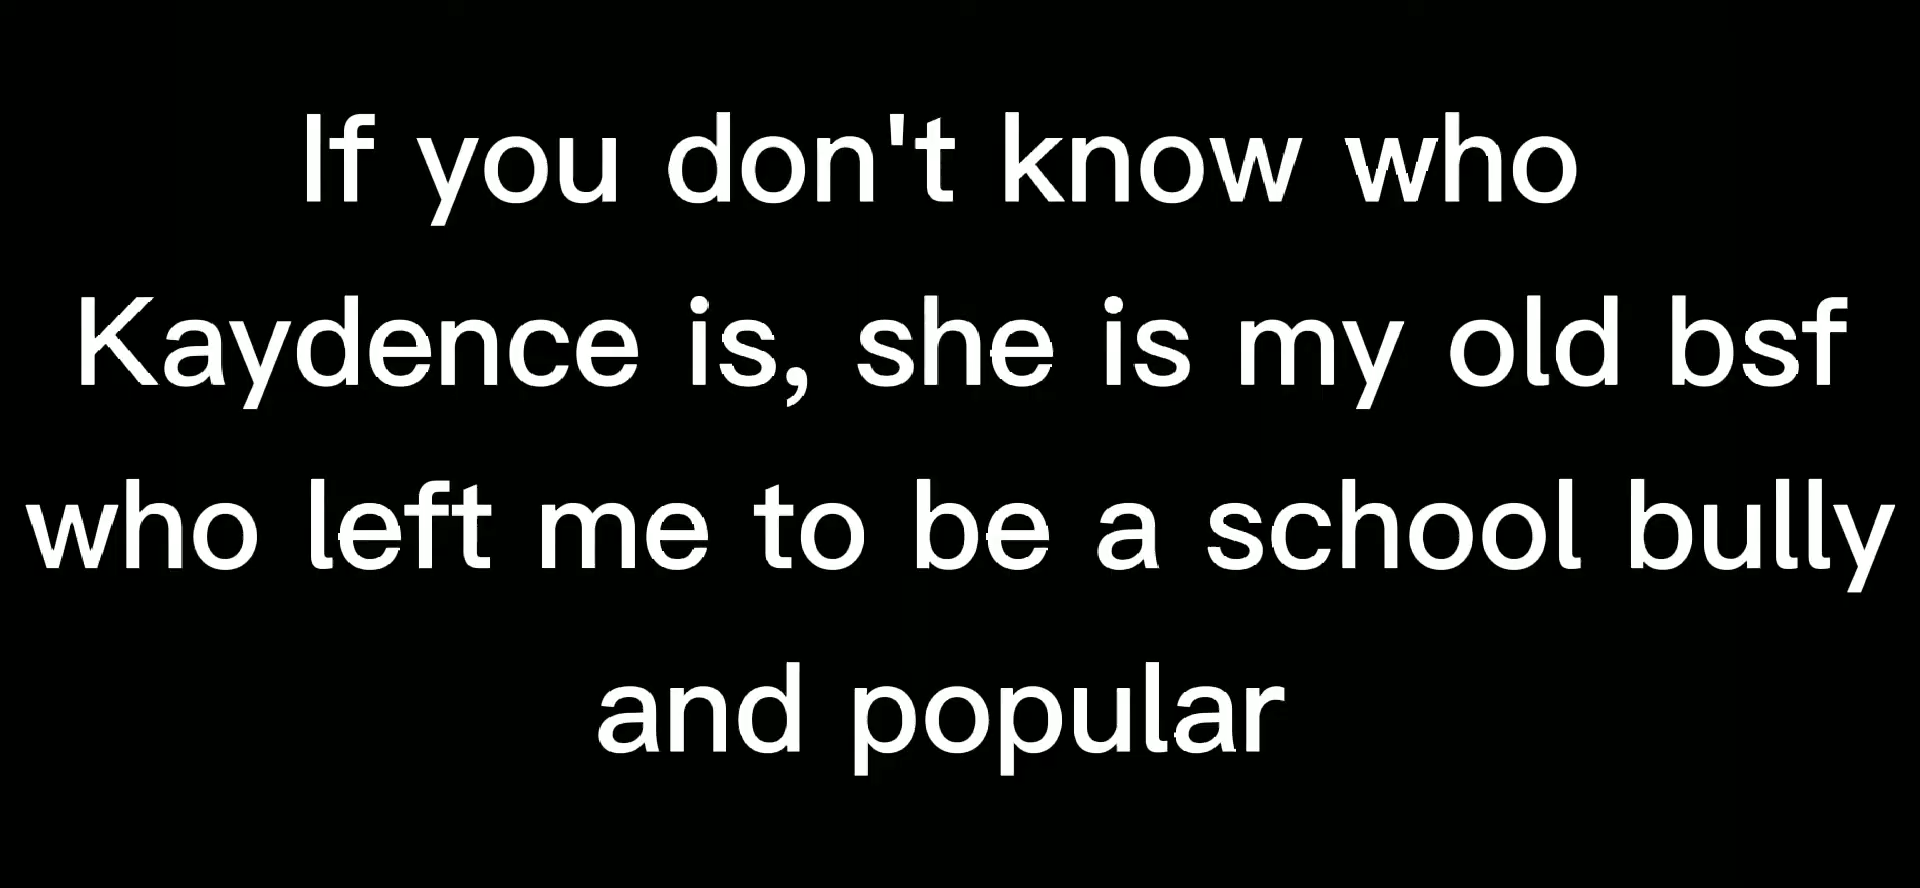 If you don't know who
Kaydence is, she is my old bsf
who left me to be a school bully
and popular